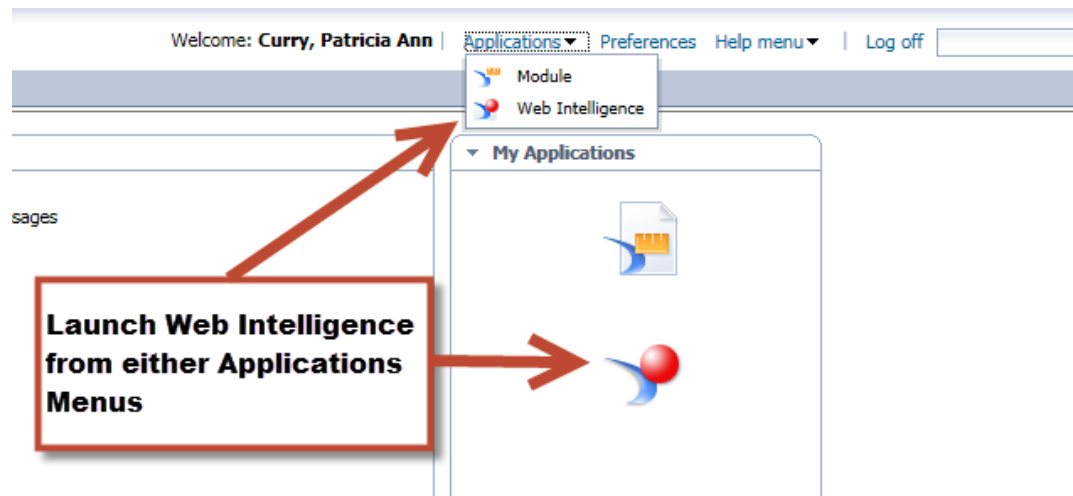 Welcome: Curry, Patricia Ann | Applications▼ Preferences Help menu▼ | Log off
Module
Web Intelligence
My Applications
sages
Launch Web Intelligence
from either Applications
Menus